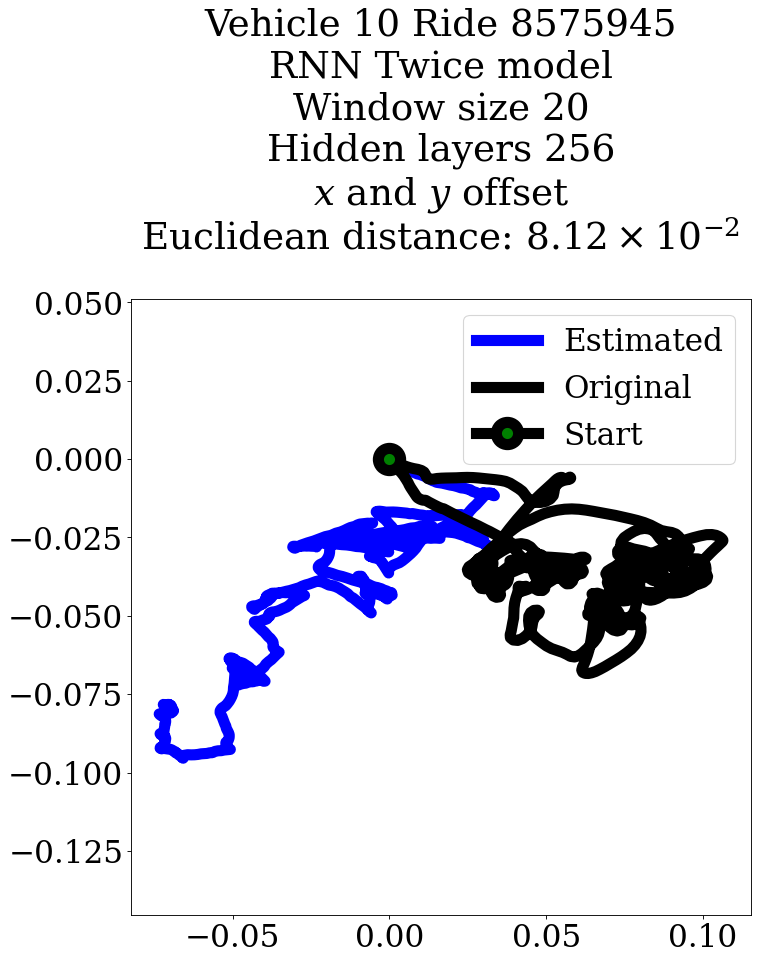 Vehicle 10 Ride 8575945
RNN Twice model
Window size 20
Hidden layers 256
x and y offset
Euclidean distance: 8.12 × 10⁻²
Estimated
Original
Start
0.050
0.025
0.000
−0.025
−0.050
−0.075
−0.100
−0.125
−0.05 0.00 0.05 0.10